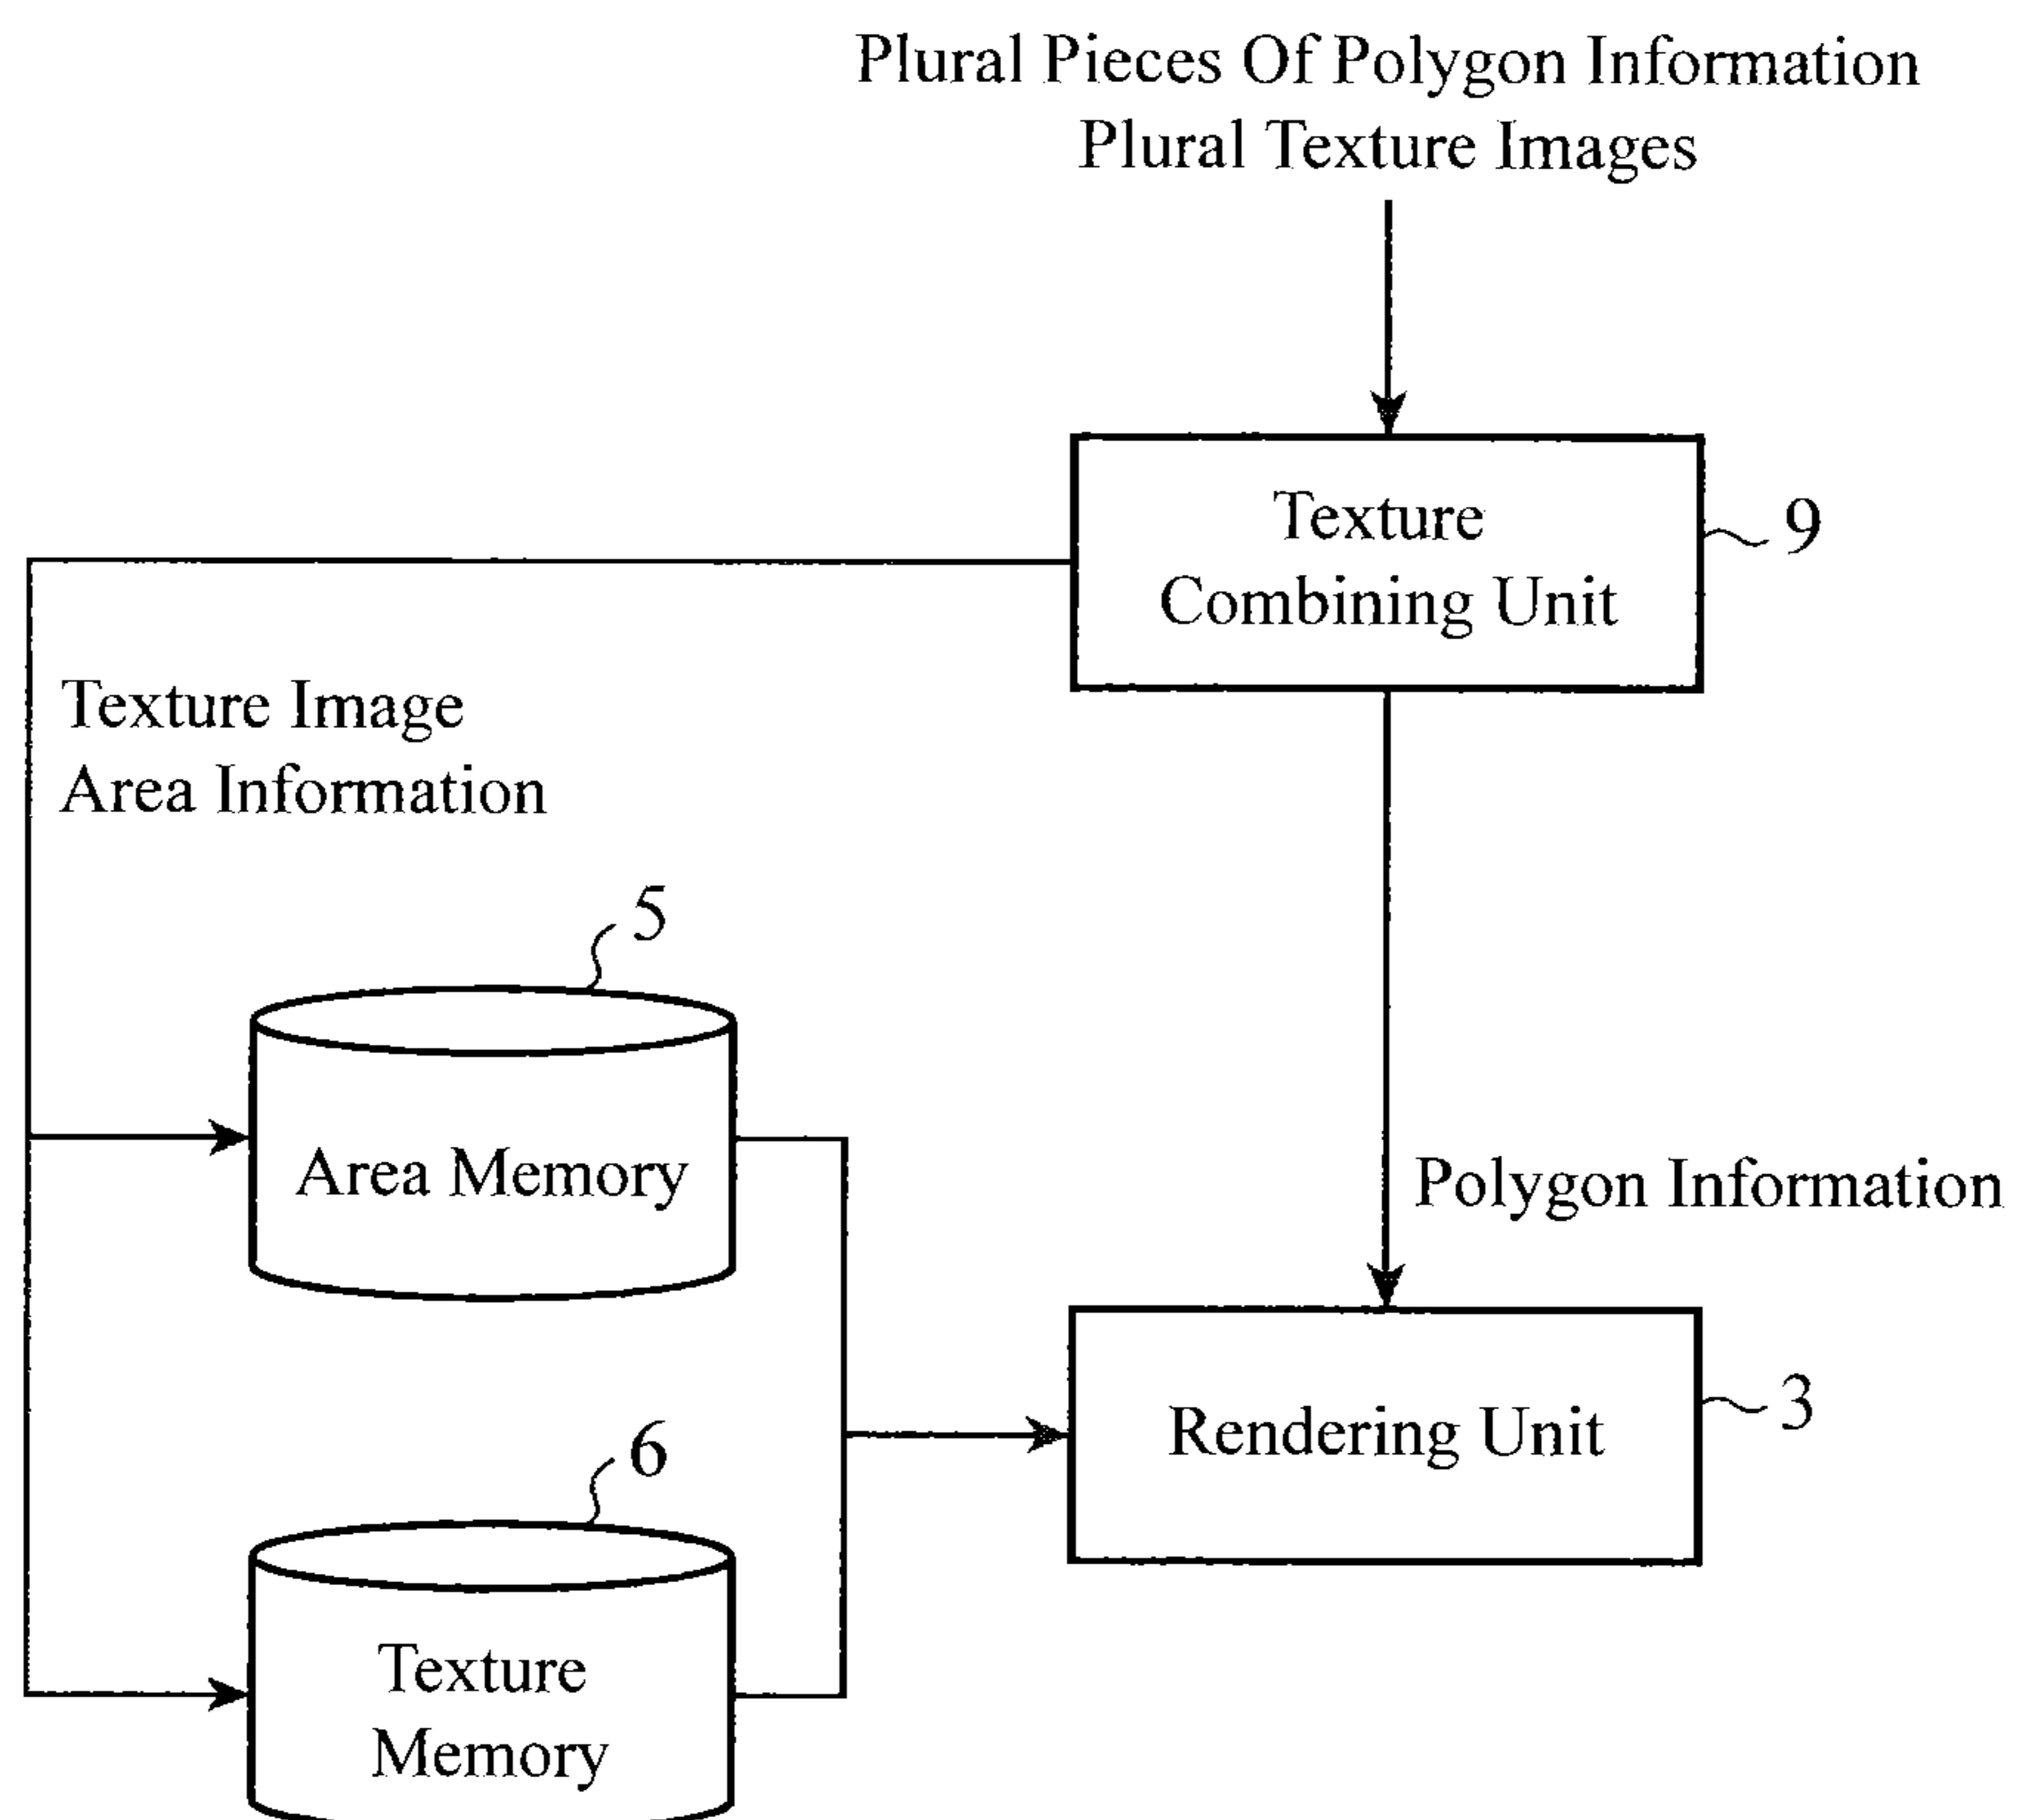 Plural Pieces Of Polygon Information
Plural Texture Images
Texture
Combining Unit
9
Texture Image
Area Information
5
Area Memory
Polygon Information
Rendering Unit
3
6
Texture
Memory